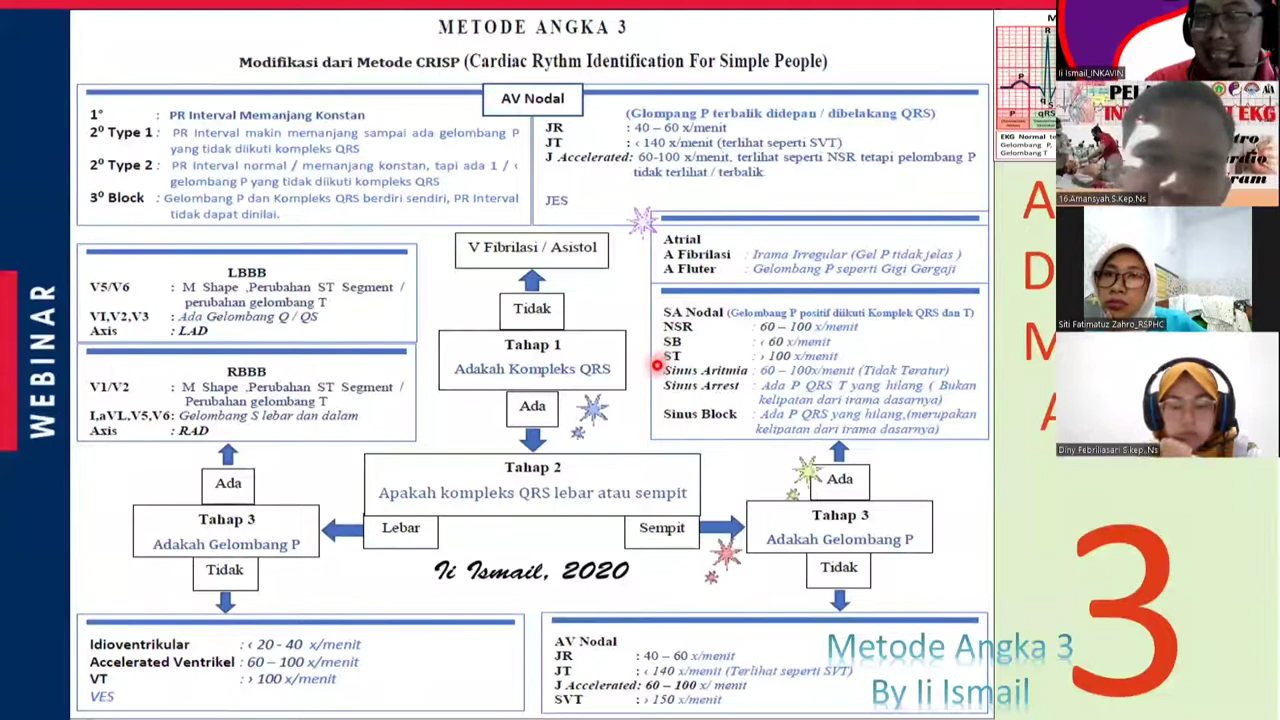 METODE ANGKA 3
Modifikasi dari Metode CRISP (Cardiac Rythm Identification For Simple People)
AV Nodal
1° : PR Interval Memanjang Konstan
2⁰ Type 1 : PR Interval makin memanjang sampai ada gelombang P
yang tidak diikuti kompleks QRS
2⁰ Type 2 : PR Interval normal / memanjang konstan, tapi ada 1 / ‹
gelombang P yang tidak diikuti kompleks QRS
3⁰ Block : Gelombang P dan Kompleks QRS berdiri sendiri, PR Interval
tidak dapat dinilai.
(Glompang P terbalik didepan / dibelakang QRS)
JR : 40 – 60 x/menit
JT : ‹ 140 x/menit (terlihat seperti SVT)
J Accelerated: 60-100 x/menit, terlihat seperti NSR tetapi pelombang P
tidak terlihat / terbalik
JES
V Fibrilasi / Asistol
Tidak
Tahap 1
Adakah Kompleks QRS
Ada
Atrial
A Fibrilasi : Irama Irregular (Gel P tidak jelas )
A Fluter : Gelombang P seperti Gigi Gergaji
LBBB
V5/V6 : M Shape ,Perubahan ST Segment /
perubahan gelombang T
VI,V2,V3 : Ada Gelombang Q / QS
Axis : LAD
RBBB
V1/V2 : M Shape ,Perubahan ST Segment /
Perubahan gelombang T
I,aVL,V5,V6: Gelombang S lebar dan dalam
Axis : RAD
SA Nodal (Gelombang P positif diikuti Komplek QRS dan T)
NSR : 60 – 100 x/menit
SB : ‹ 60 x/menit
ST : › 100 x/menit
Sinus Aritmia : 60 – 100x/menit (Tidak Teratur)
Sinus Arrest : Ada P QRS T yang hilang ( Bukan
kelipatan dari irama dasarnya)
Sinus Block : Ada P QRS yang hilang,(merupakan
kelipatan dari irama dasarnya)
Tahap 2
Apakah kompleks QRS lebar atau sempit
Lebar
Sempit
Ada
Tahap 3
Adakah Gelombang P
Tidak
Ada
Tahap 3
Adakah Gelombang P
Tidak
Ii Ismail, 2020
Idioventrikular : ‹ 20 - 40 x/menit
Accelerated Ventrikel : 60 – 100 x/menit
VT : › 100 x/menit
VES
AV Nodal
JR : 40 – 60 x/menit
JT : ‹ 140 x/menit (Terlihat seperti SVT)
J Accelerated: 60 – 100 x/ menit
SVT : › 150 x/menit
Metode Angka 3
By Ii Ismail
WEBINAR
M
R
P
P
qRS
EKG Normal
Gelombang P,
Gelombang T
A
D
M
A
3
Ii Ismail_INKAVIN
PEL
IN
EKG
ram
16.Amansyah.S.Kep.Ns
Siti Fatimatuz Zahro_RSPHC
Diny Febriliasari S.kep.,Ns